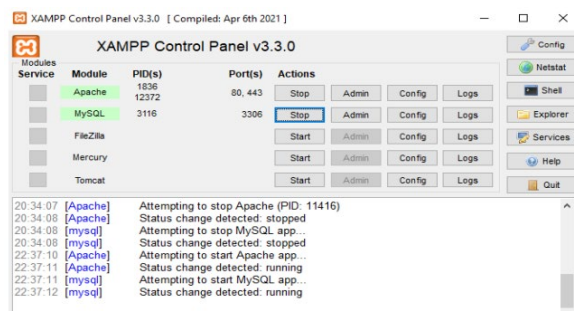 XAMPP Control Panel v3.3.0 [ Compiled: Apr 6th 2021 ]
XAMPP Control Panel v3.3.0
Config
Modules
Service Module PID(s) Port(s) Actions
Netstat
Apache 1836 12372 80, 443 Stop Admin Config Logs
Shell
MySQL 3116 3306 Stop Admin Config Logs
Explorer
FileZilla Start Admin Config Logs
Services
Mercury Start Admin Config Logs
Help
Tomcat Start Admin Config Logs
Quit
20:34:07 [Apache] Attempting to stop Apache (PID: 11416)
20:34:08 [Apache] Status change detected: stopped
20:34:08 [mysql] Attempting to stop MySQL app...
20:34:08 [mysql] Status change detected: stopped
22:37:10 [Apache] Attempting to start Apache app...
22:37:11 [Apache] Status change detected: running
22:37:11 [mysql] Attempting to start MySQL app...
22:37:12 [mysql] Status change detected: running